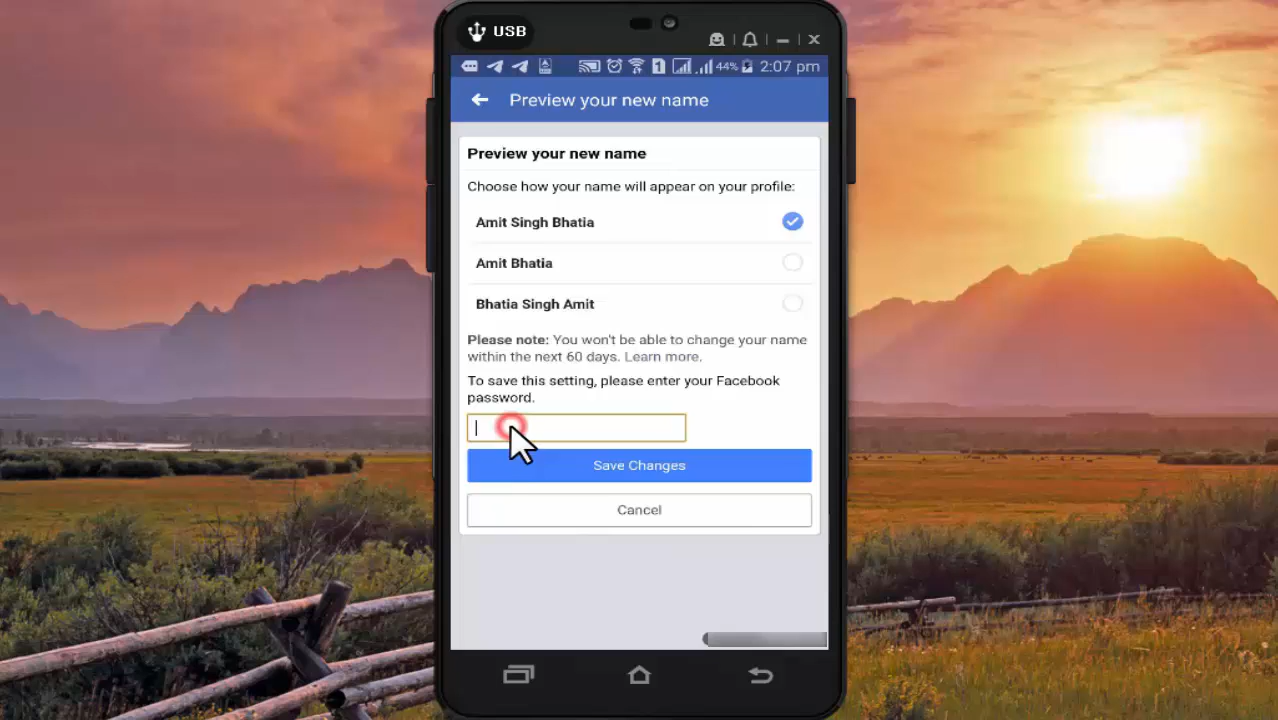 USB
1 44% 2:07 pm
Preview your new name
Preview your new name
Choose how your name will appear on your profile:
Amit Singh Bhatia
Amit Bhatia
Bhatia Singh Amit
Please note: You won't be able to change your name
within the next 60 days. Learn more.
To save this setting, please enter your Facebook
password.
Save Changes
Cancel